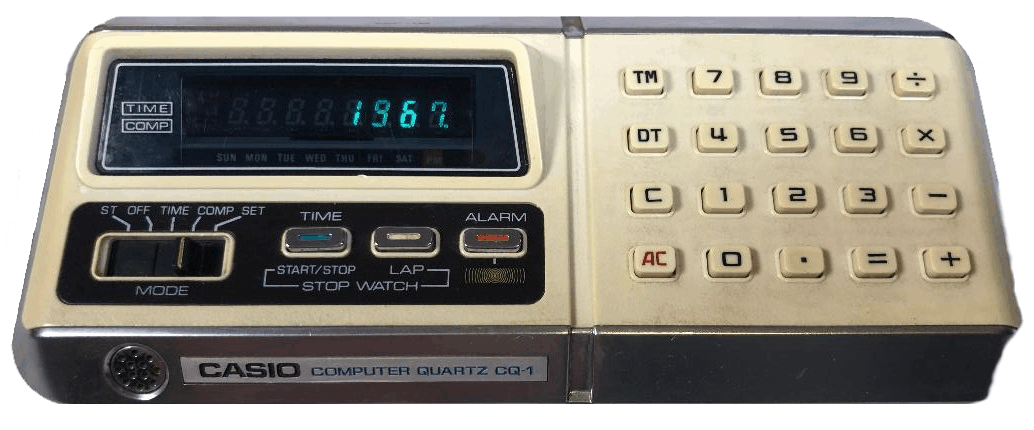 TIME
COMP
1967.
SUN MON TUE WED THU FRI SAT PM
ST OFF TIME COMP SET
MODE
TIME
ALARM
START/STOP LAP
STOP WATCH
TM 7 8 9 ÷
DT 4 5 6 ×
C 1 2 3 −
AC 0 . = +
CASIO COMPUTER QUARTZ CQ-1